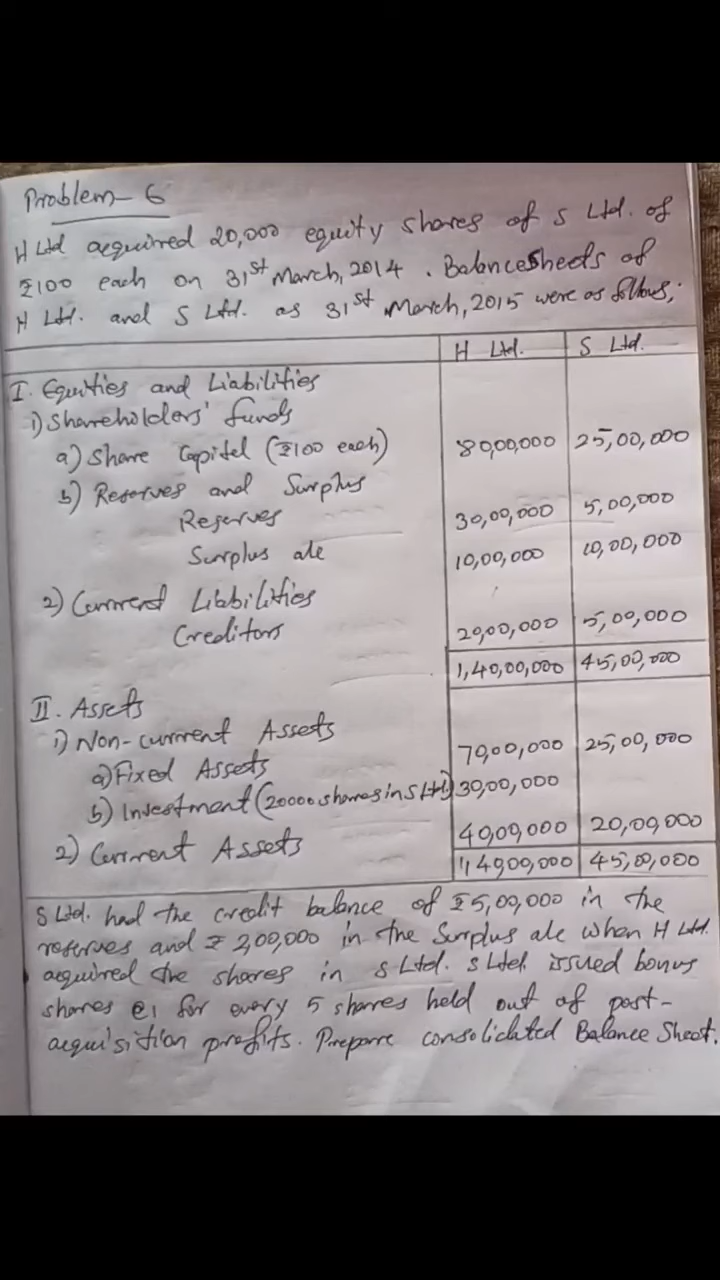 Problem- 6
H Ltd acquired 20,000 equity shares of S Ltd. of
₹100 each on 31st March, 2014. Balancesheets of
H Ltd. and S Ltd. as 31st March, 2015 were as follows;
H Ltd. S Ltd.
I. Equities and Liabilities
1) Shareholders' funds
a) Share Capital (₹100 each) 80,00,000 25,00,000
b) Reserves and Surplus
Reserves 30,00,000 5,00,000
Surplus a/c 10,00,000 10,00,000
2) Current Liabilities
Creditors 20,00,000 5,00,000
1,40,00,000 45,00,000
II. Assets
1) Non-current Assets
a) Fixed Assets 70,00,000 25,00,000
b) Investment (20000 shares in S Ltd) 30,00,000
2) Current Assets 40,00,000 20,00,000
1,4900,000 45,00,000
S Ltd. had the credit balance of ₹5,00,000 in the
reserves and ₹ 2,00,000 in the Surplus a/c when H Ltd.
acquired the shares in S Ltd. S Ltd. issued bonus
shares @1 for every 5 shares held out of post-
acquisition profits. Prepare consolidated Balance Sheet.